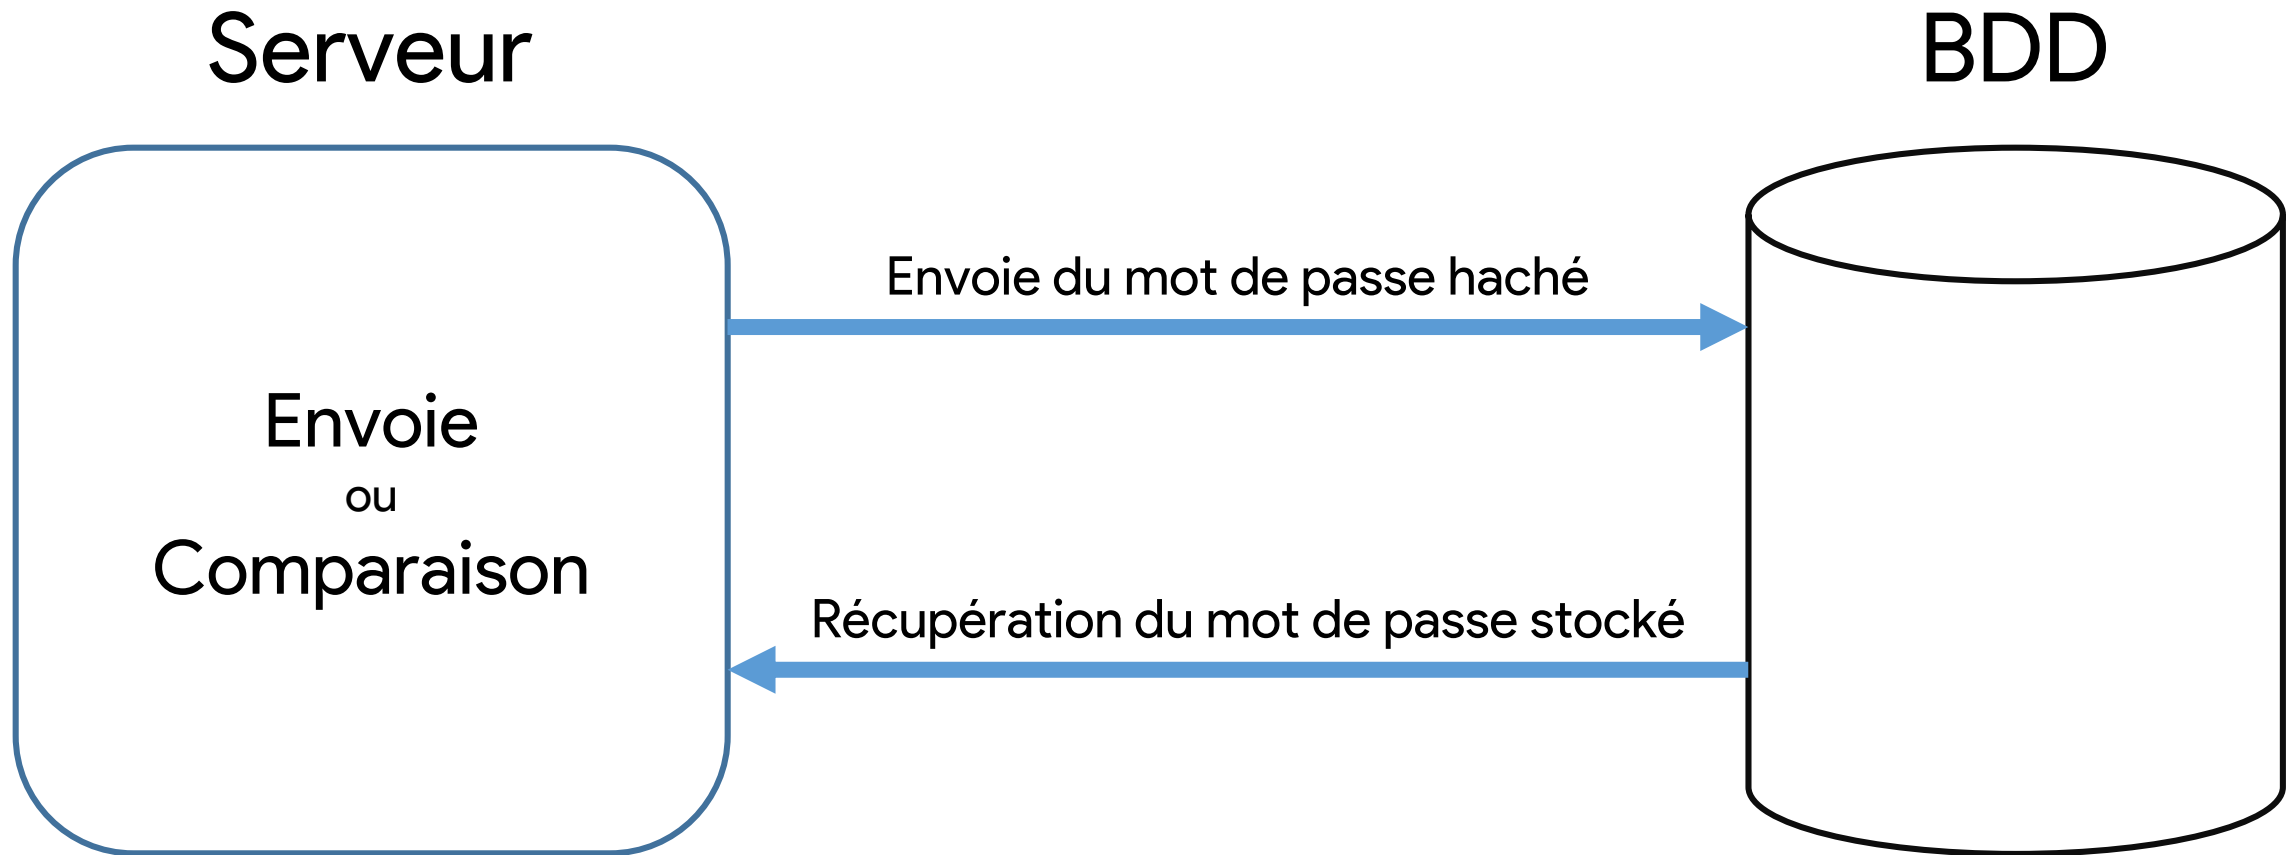 Serveur
BDD
Envoie du mot de passe haché
Envoie
ou
Comparaison
Récupération du mot de passe stocké